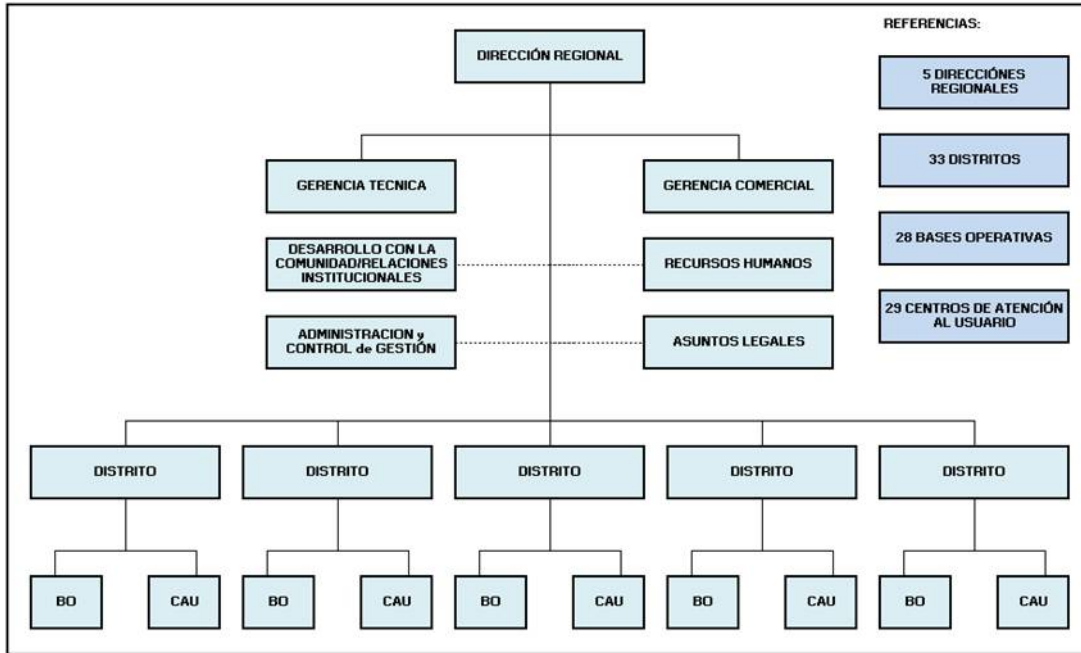 REFERENCIAS:
DIRECCIÓN REGIONAL
5 DIRECCIÓNES
REGIONALES
33 DISTRITOS
GERENCIA TECNICA
GERENCIA COMERCIAL
28 BASES OPERATIVAS
DESARROLLO CON LA
COMUNIDAD/RELACIONES
INSTITUCIONALES
RECURSOS HUMANOS
29 CENTROS DE ATENCIÓN
AL USUARIO
ADMINISTRACION y
CONTROL de GESTIÓN
ASUNTOS LEGALES
DISTRITO
DISTRITO
DISTRITO
DISTRITO
DISTRITO
BO
CAU
BO
CAU
BO
CAU
BO
CAU
BO
CAU